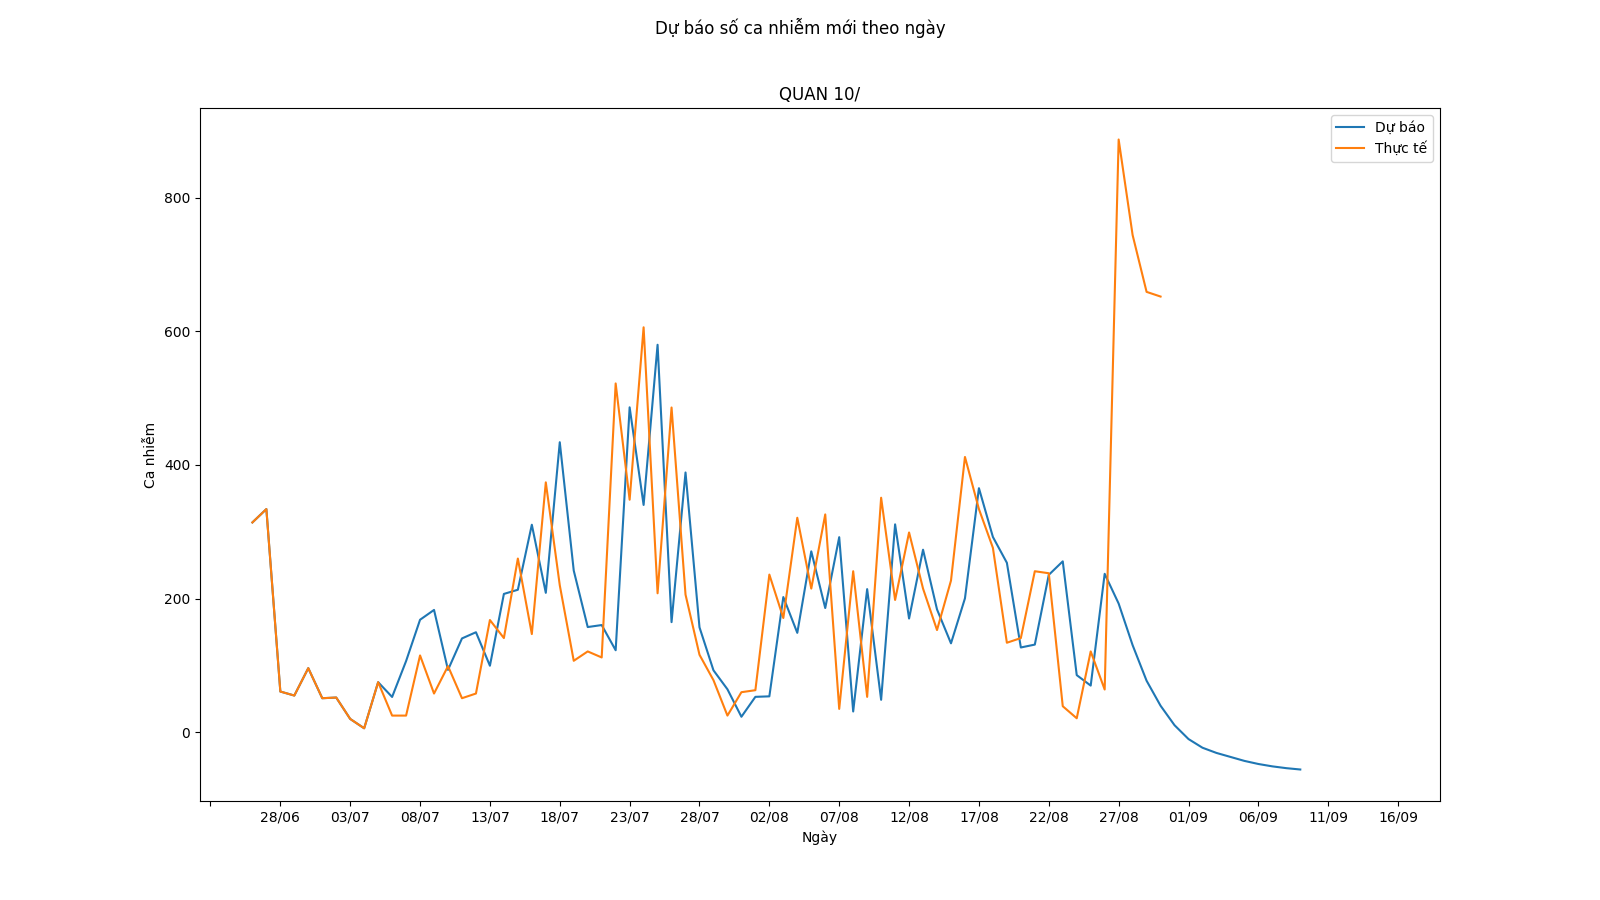 Dự báo số ca nhiễm mới theo ngày
QUAN 10/
Dự báo
Thực tế
800
600
400
200
0
Ca nhiễm
28/06 03/07 08/07 13/07 18/07 23/07 28/07 02/08 07/08 12/08 17/08 22/08 27/08 01/09 06/09 11/09 16/09
Ngày